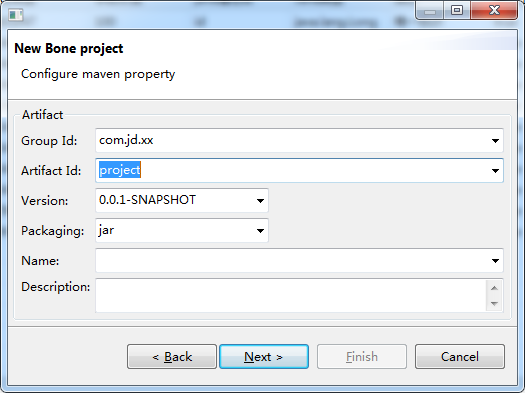 New Bone project
Configure maven property
Artifact
Group Id: com.jd.xx
Artifact Id: project
Version: 0.0.1-SNAPSHOT
Packaging: jar
Name:
Description:
< Back Next > Finish Cancel